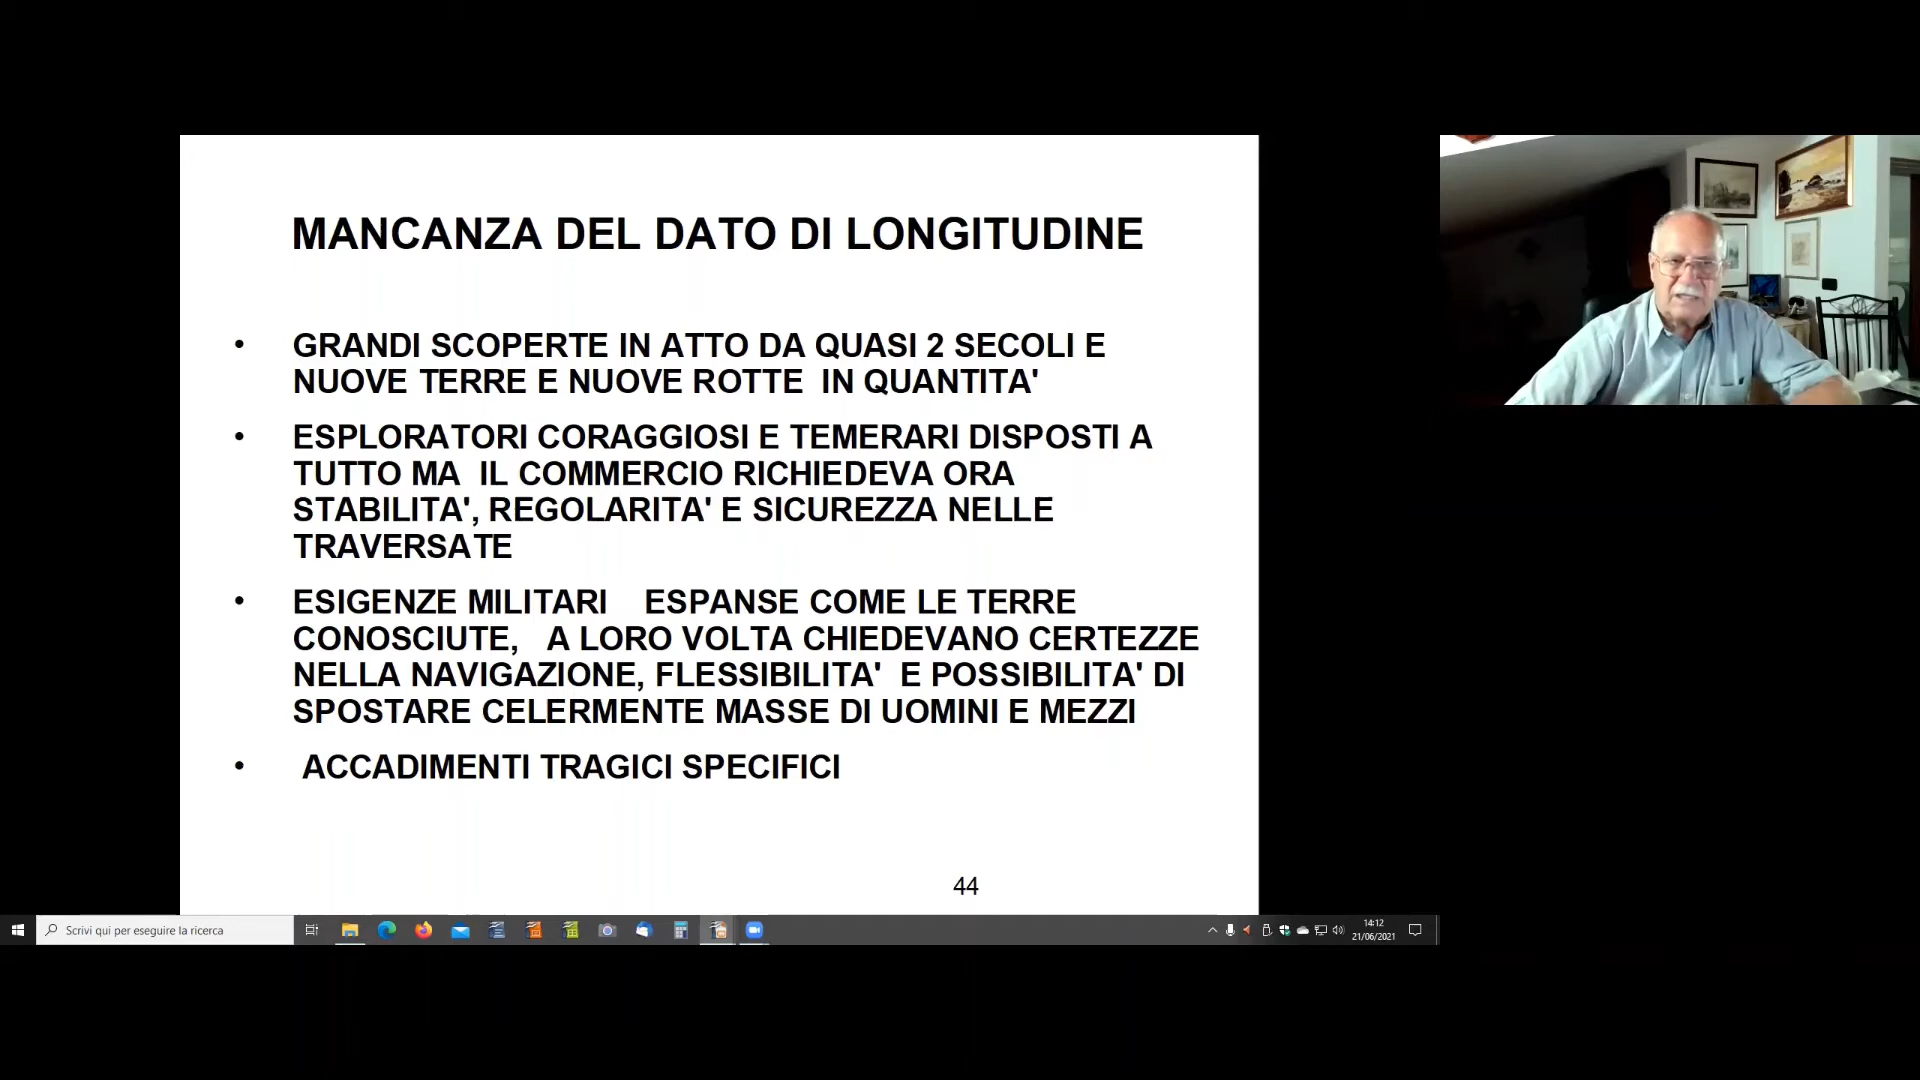 MANCANZA DEL DATO DI LONGITUDINE
• GRANDI SCOPERTE IN ATTO DA QUASI 2 SECOLI E
NUOVE TERRE E NUOVE ROTTE IN QUANTITA'
• ESPLORATORI CORAGGIOSI E TEMERARI DISPOSTI A
TUTTO MA IL COMMERCIO RICHIEDEVA ORA
STABILITA', REGOLARITA' E SICUREZZA NELLE
TRAVERSATE
• ESIGENZE MILITARI ESPANSE COME LE TERRE
CONOSCIUTE, A LORO VOLTA CHIEDEVANO CERTEZZE
NELLA NAVIGAZIONE, FLESSIBILITA' E POSSIBILITA' DI
SPOSTARE CELERMENTE MASSE DI UOMINI E MEZZI
• ACCADIMENTI TRAGICI SPECIFICI
44
Scrivi qui per eseguire la ricerca
14:12
21/06/2021